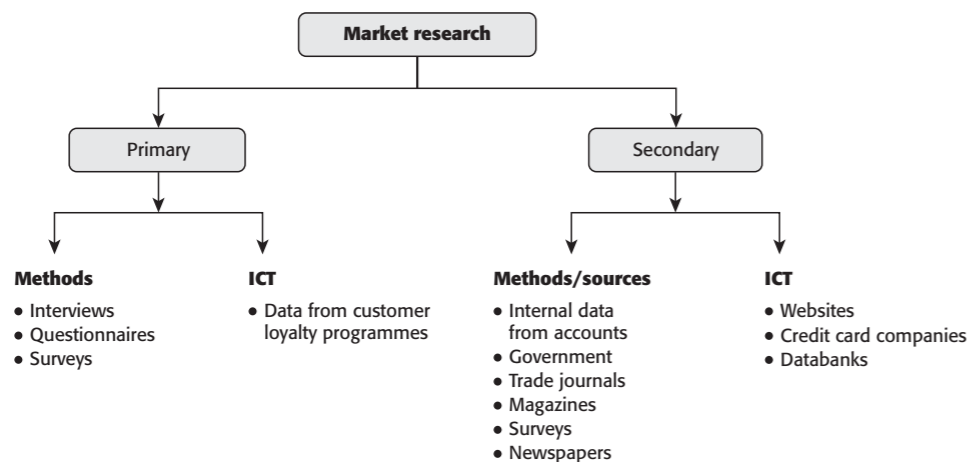 Market research
Primary
Secondary
Methods
• Interviews
• Questionnaires
• Surveys
ICT
• Data from customer
loyalty programmes
Methods/sources
• Internal data
from accounts
• Government
• Trade journals
• Magazines
• Surveys
• Newspapers
ICT
• Websites
• Credit card companies
• Databanks